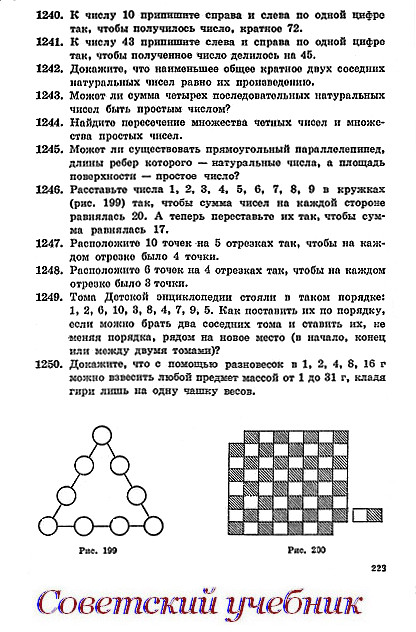 1240. К числу 10 припишите справа и слева по одной цифре
так, чтобы получилось число, кратное 72.
1241. К числу 43 припишите слева и справа по одной цифре
так, чтобы полученное число делилось на 45.
1242. Докажите, что наименьшее общее кратное двух соседних
натуральных чисел равно их произведению.
1243. Может ли сумма четырех последовательных натуральных
чисел быть простым числом?
1244. Найдите пересечение множества четных чисел и множе-
ства простых чисел.
1245. Может ли существовать прямоугольный параллелепипед,
длины ребер которого — натуральные числа, а площадь
поверхности — простое число?
1246. Расставьте числа 1, 2, 3, 4, 5, 6, 7, 8, 9 в кружках
(рис. 199) так, чтобы сумма чисел на каждой стороне
равнялась 20. А теперь переставьте их так, чтобы сум-
ма равнялась 17.
1247. Расположите 10 точек на 5 отрезках так, чтобы на каж-
дом отрезке было 4 точки.
1248. Расположите 6 точек на 4 отрезках так, чтобы на каждом
отрезке было 3 точки.
1249. Тома Детской энциклопедии стояли в таком порядке:
1, 2, 6, 10, 3, 8, 4, 7, 9, 5. Как поставить их по порядку,
если можно брать два соседних тома и ставить их, не
меняя порядка, рядом на новое место (в начало, конец
или между двумя томами)?
1250. Докажите, что с помощью разновесок в 1, 2, 4, 8, 16 г
можно взвесить любой предмет массой от 1 до 31 г, кладя
гири лишь на одну чашку весов.
Рис. 199
Рис. 200
223
Советский учебник